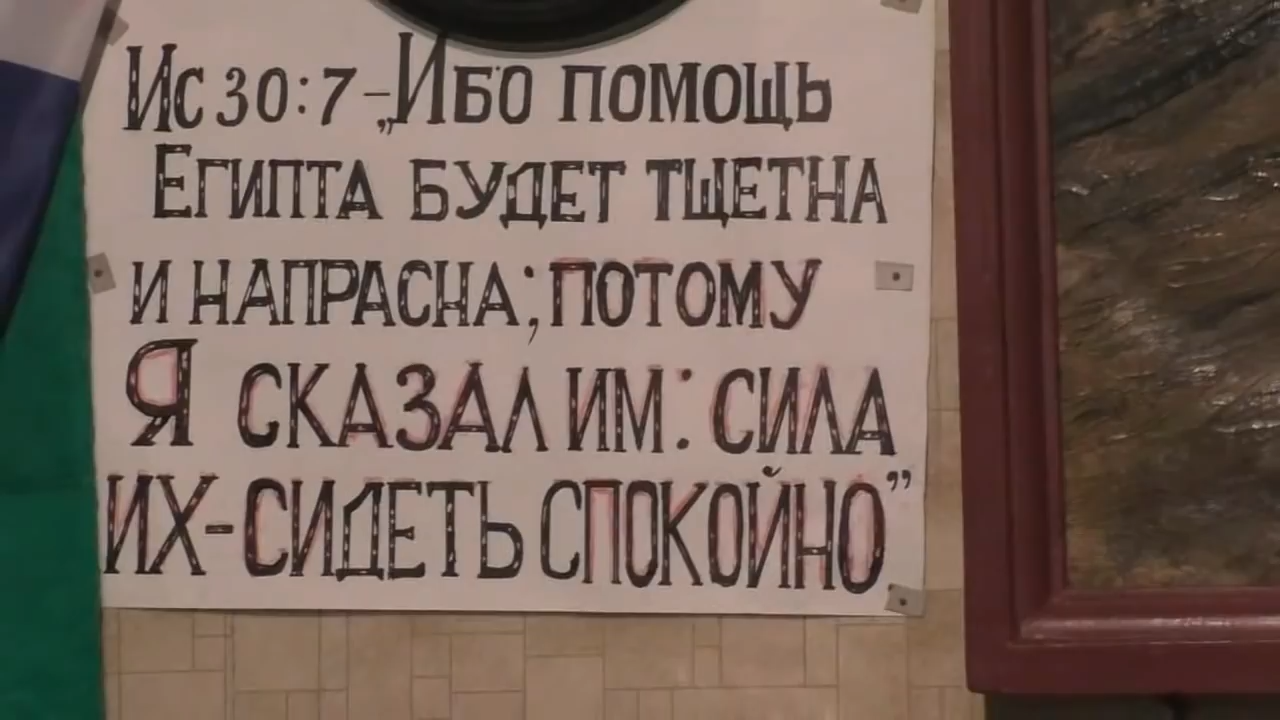 Ис 30:7 – „Ибо помощь
Египта будет тщетна
и напрасна; потому
Я сказал им: сила
их - сидеть спокойно”